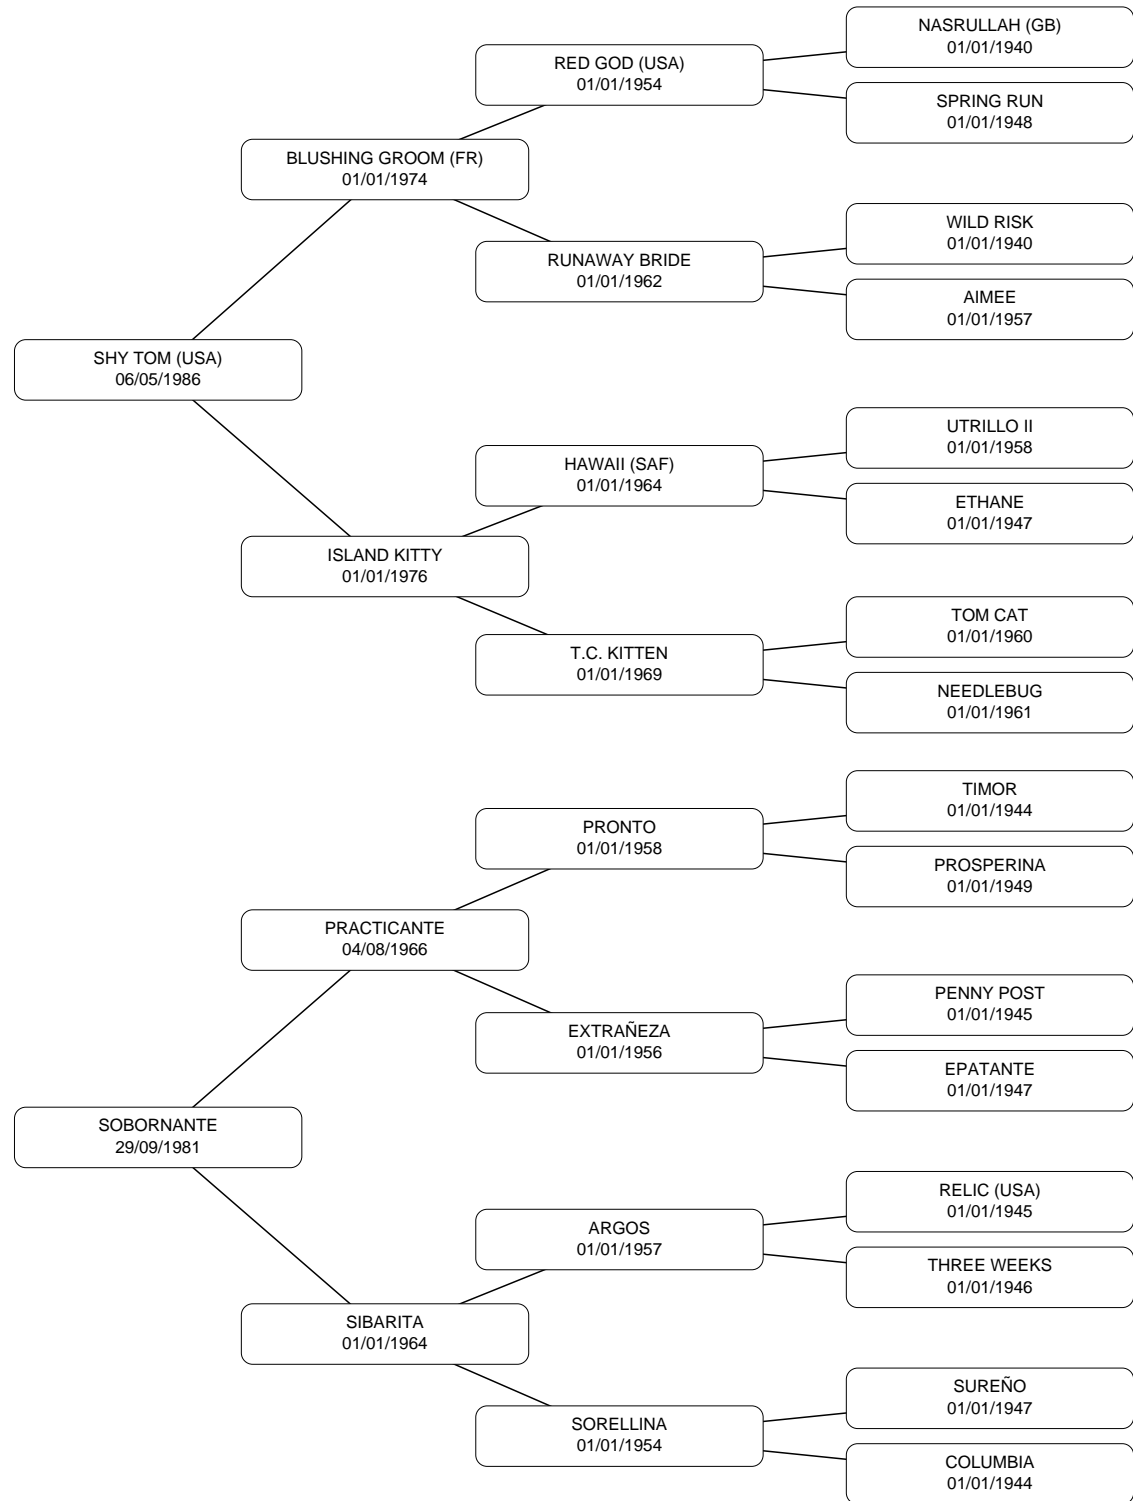 NASRULLAH (GB)
01/01/1940
RED GOD (USA)
01/01/1954
SPRING RUN
01/01/1948
BLUSHING GROOM (FR)
01/01/1974
WILD RISK
01/01/1940
RUNAWAY BRIDE
01/01/1962
AIMEE
01/01/1957
SHY TOM (USA)
06/05/1986
UTRILLO II
01/01/1958
HAWAII (SAF)
01/01/1964
ETHANE
01/01/1947
ISLAND KITTY
01/01/1976
TOM CAT
01/01/1960
T.C. KITTEN
01/01/1969
NEEDLEBUG
01/01/1961
TIMOR
01/01/1944
PRONTO
01/01/1958
PROSPERINA
01/01/1949
PRACTICANTE
04/08/1966
PENNY POST
01/01/1945
EXTRAÑEZA
01/01/1956
EPATANTE
01/01/1947
SOBORNANTE
29/09/1981
RELIC (USA)
01/01/1945
ARGOS
01/01/1957
THREE WEEKS
01/01/1946
SIBARITA
01/01/1964
SUREÑO
01/01/1947
SORELLINA
01/01/1954
COLUMBIA
01/01/1944